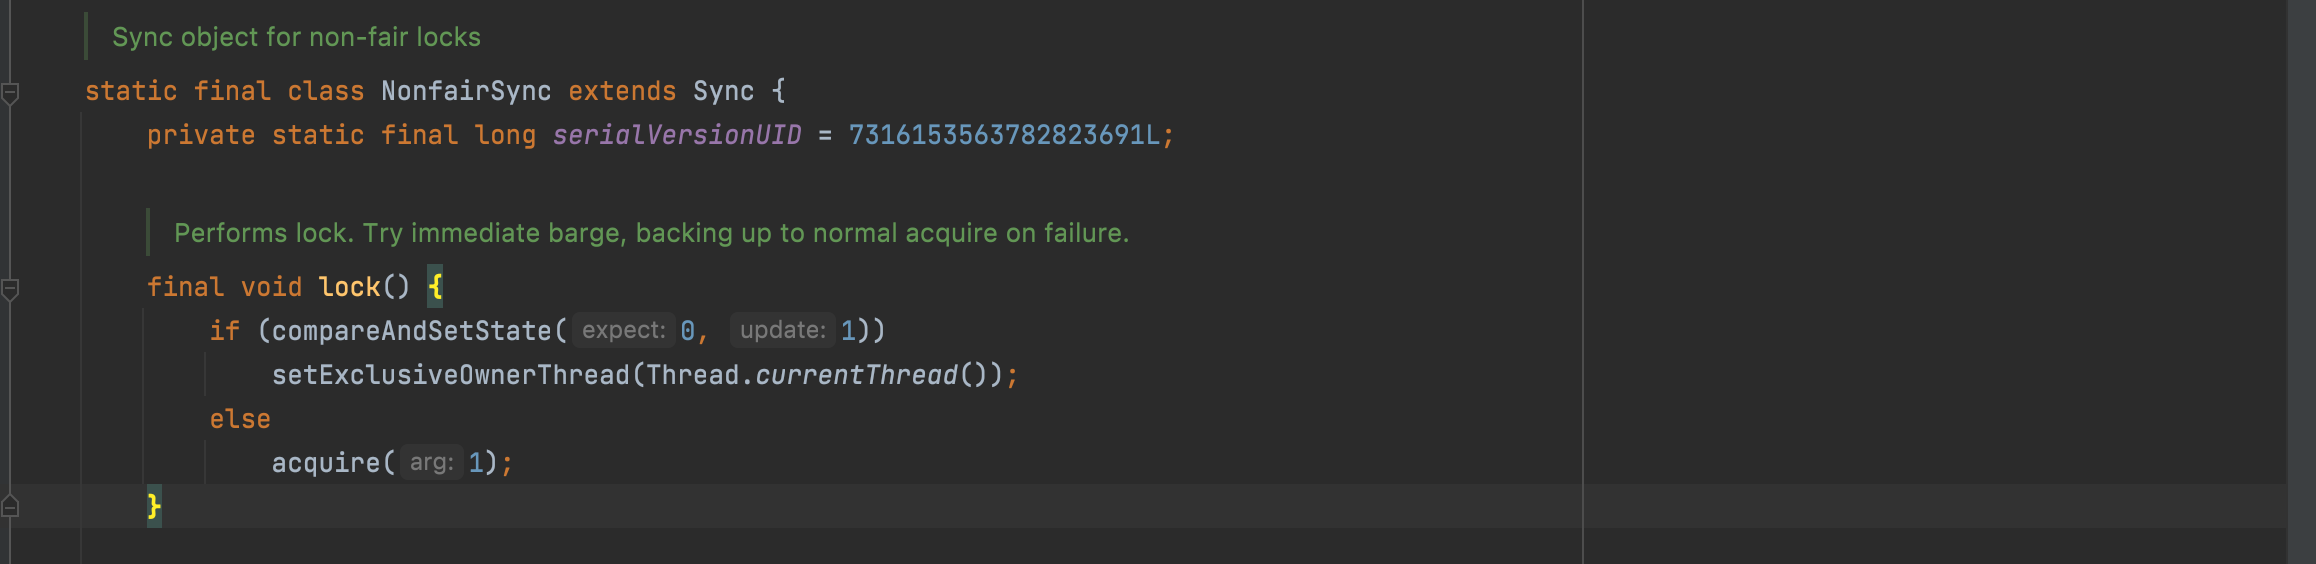 Sync object for non-fair locks
static final class NonfairSync extends Sync {
private static final long serialVersionUID = 7316153563782823691L;
Performs lock. Try immediate barge, backing up to normal acquire on failure.
final void lock() {
if (compareAndSetState( expect: 0, update: 1))
setExclusiveOwnerThread(Thread.currentThread());
else
acquire( arg: 1);
}